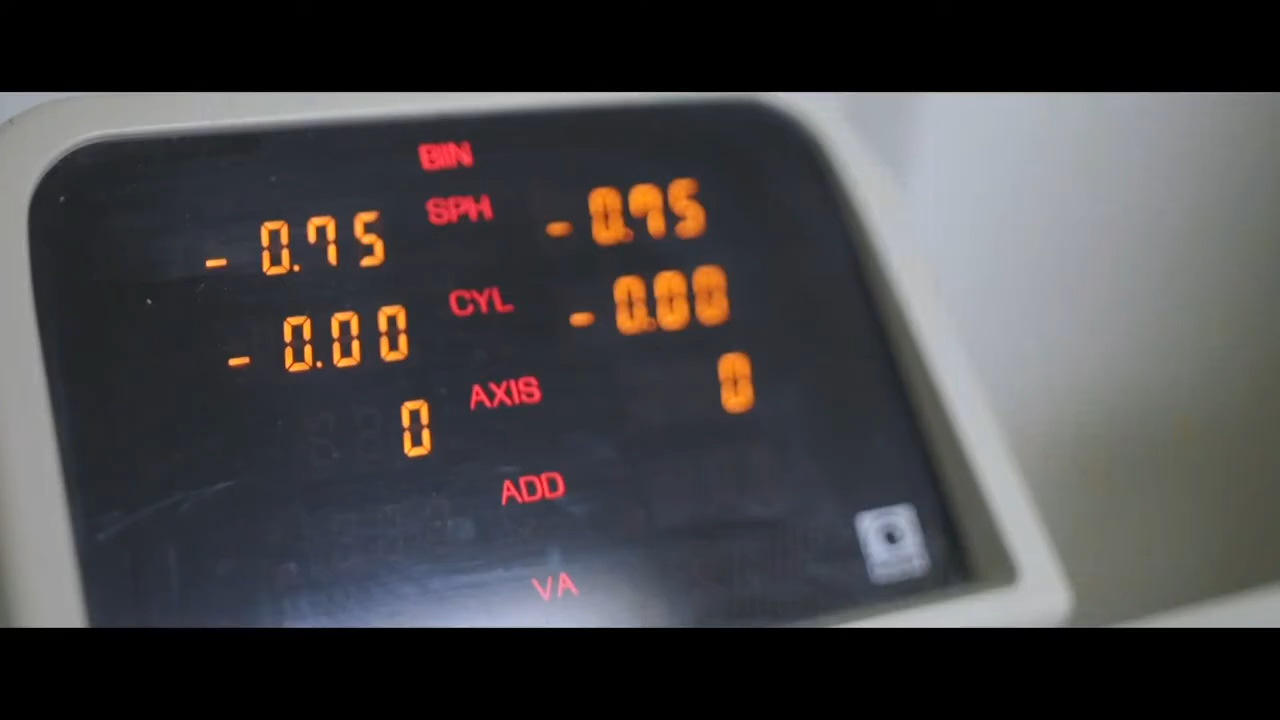 BIN
- 0.75 SPH - 0.75
- 0.00 CYL - 0.00
0 AXIS 0
ADD
VA